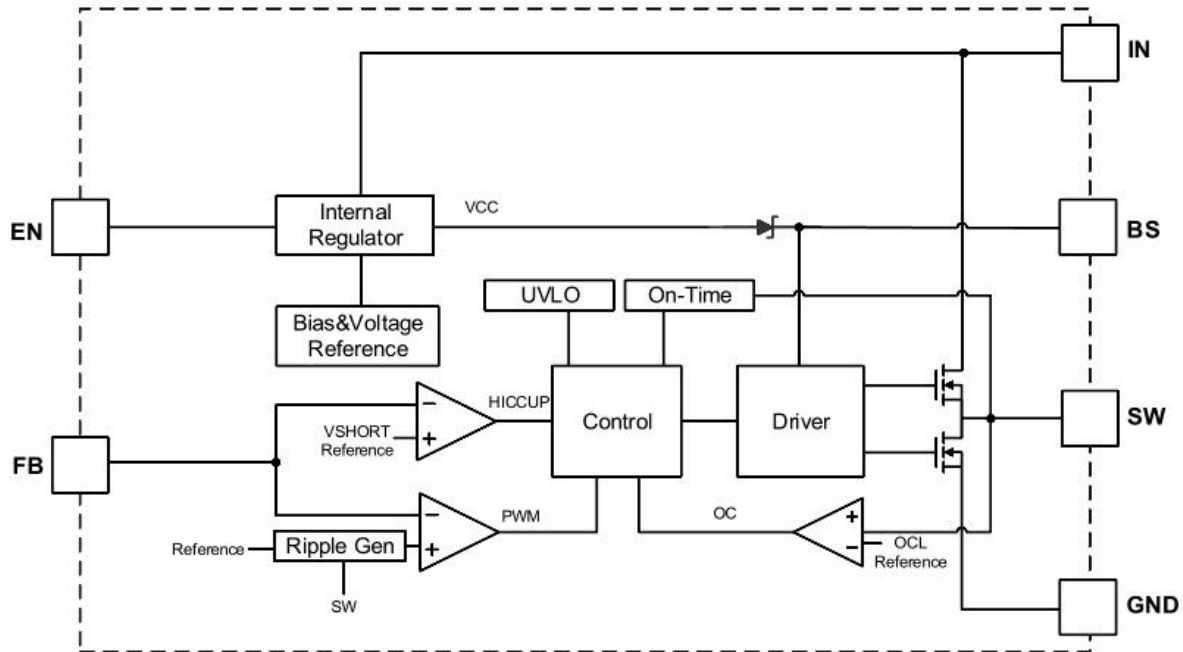 IN
EN
Internal
Regulator
VCC
BS
UVLO
On-Time
Bias&Voltage
Reference
HICCUP
−
VSHORT
Reference
+
Control
Driver
SW
FB
−
PWM
OC
+
Reference
Ripple Gen
+
−
OCL
Reference
SW
GND